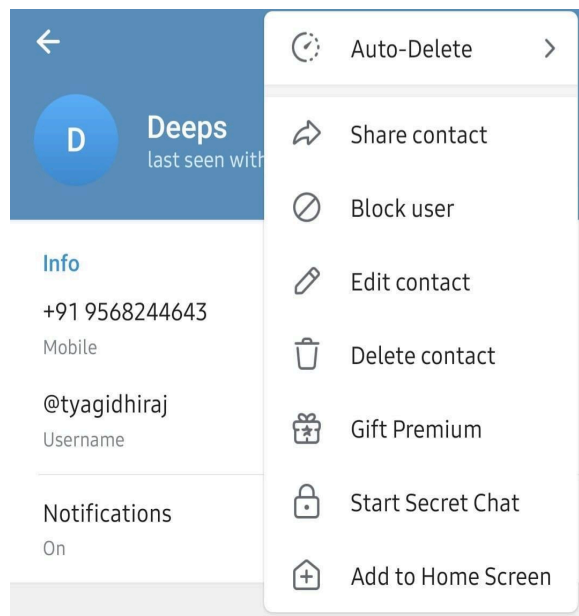 Auto-Delete
D
Deeps
last seen
Share contact
Block user
Info
+91 9568244643
Mobile
Edit contact
Delete contact
@tyagidhiraj
Username
Gift Premium
Notifications
On
Start Secret Chat
Add to Home Screen